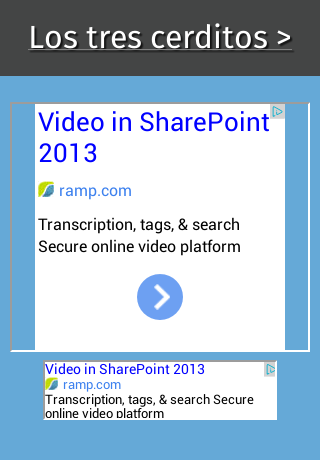 Los tres cerditos >
Video in SharePoint
2013
ramp.com
Transcription, tags, & search
Secure online video platform
Video in SharePoint 2013
ramp.com
Transcription, tags, & search Secure
online video platform